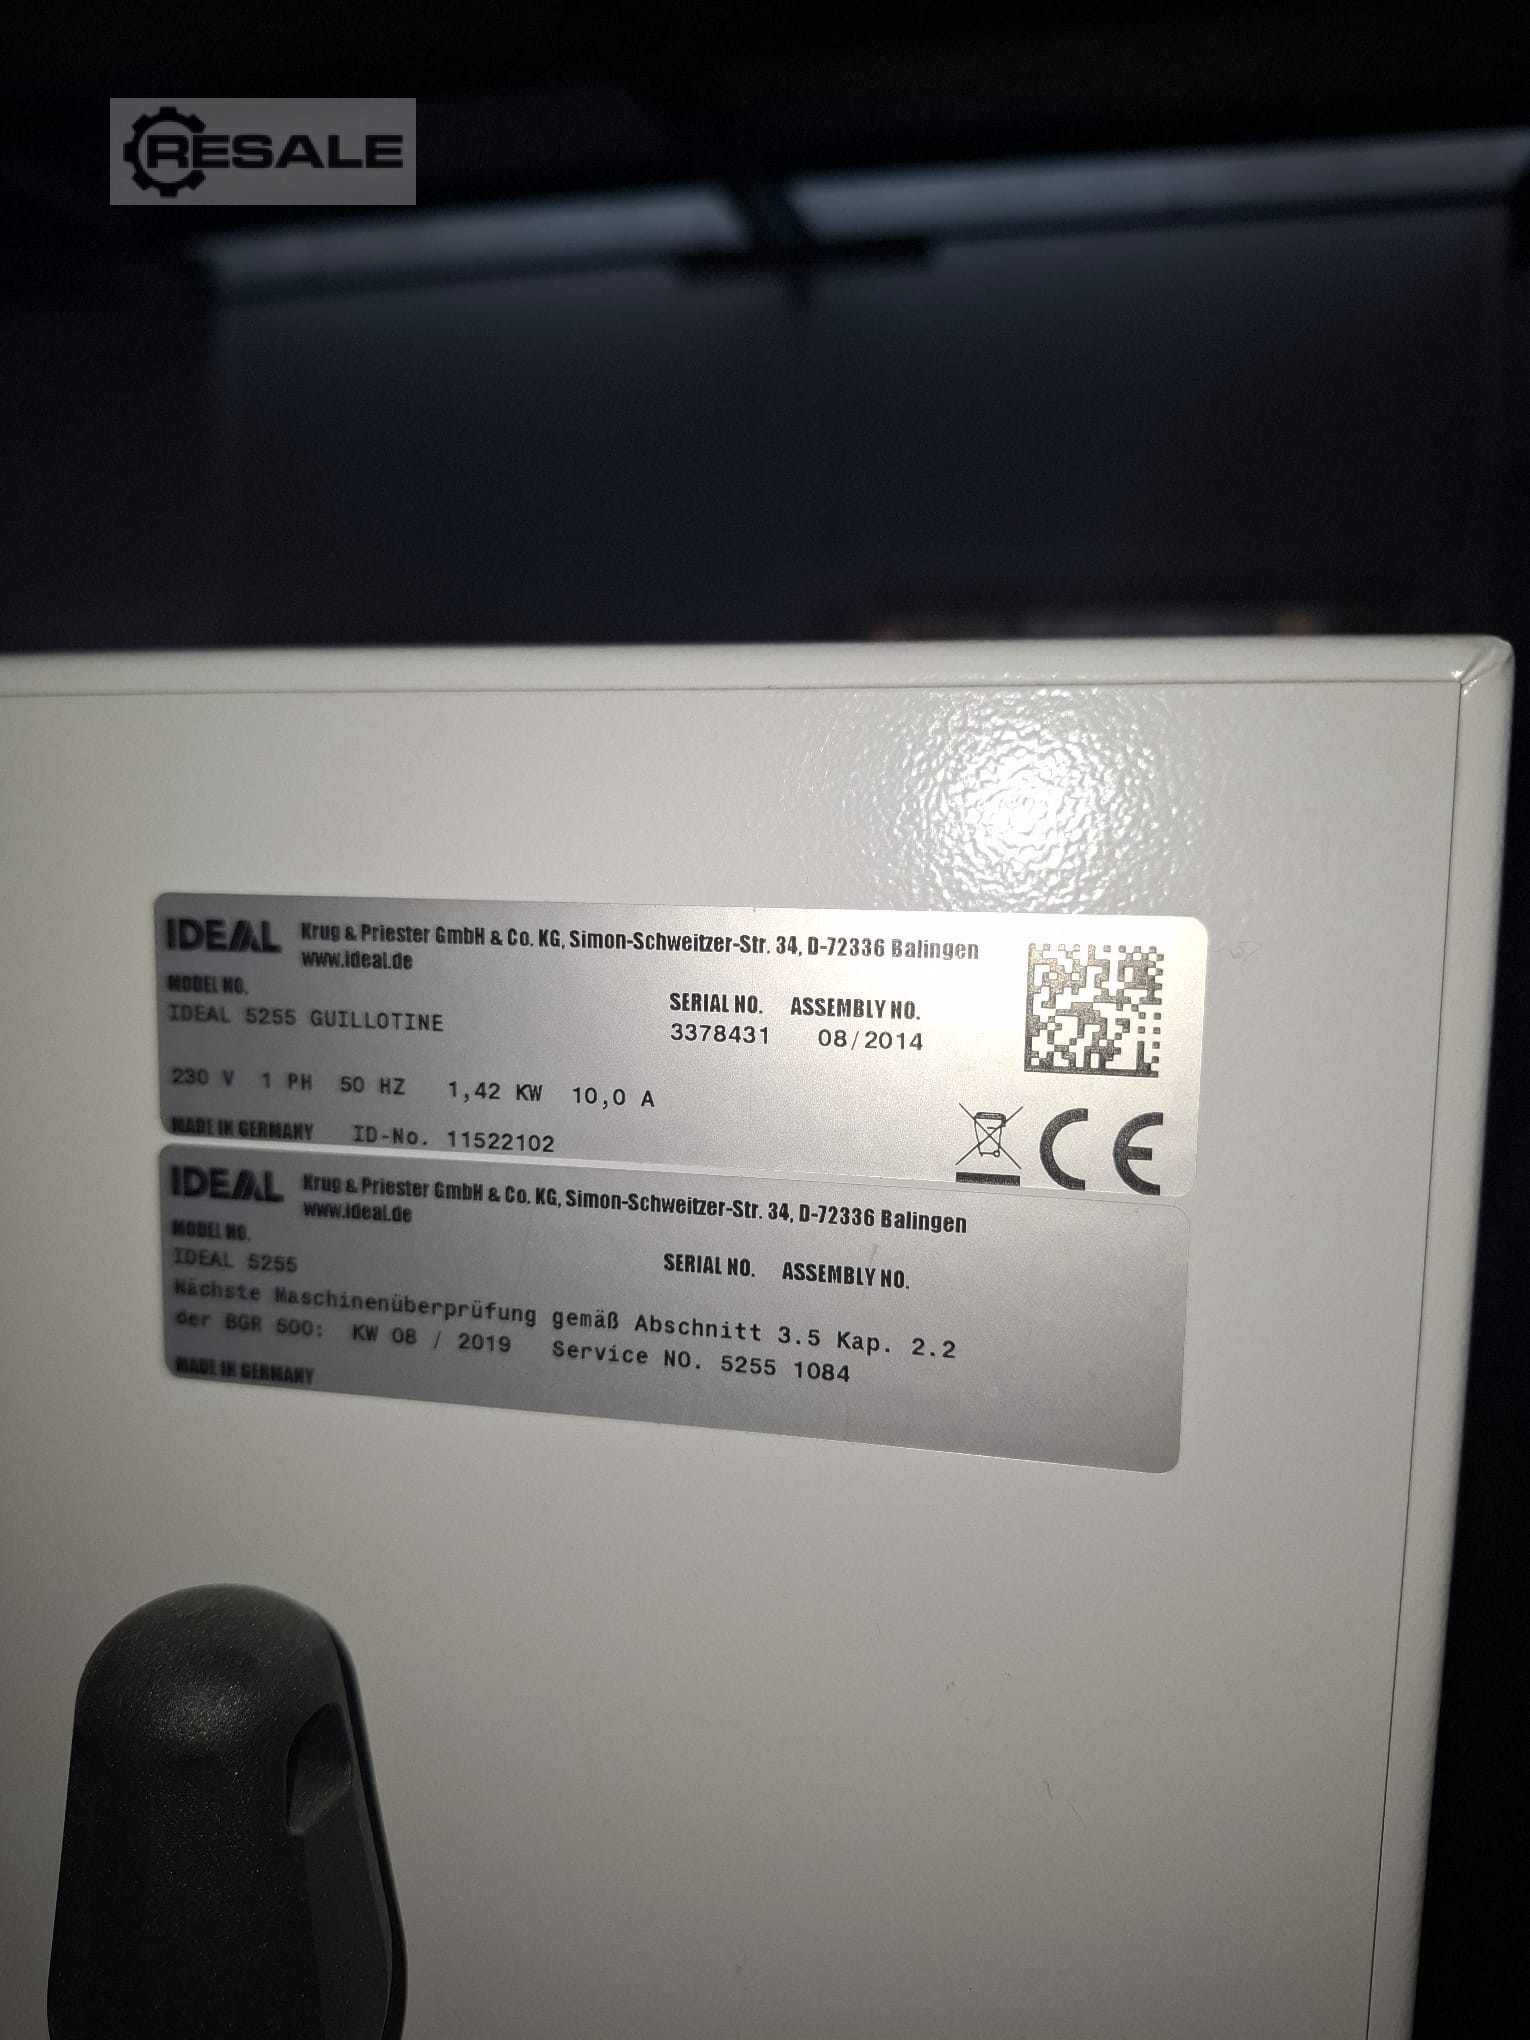 RESALE
IDEAL Krug & Priester GmbH & Co. KG, Simon-Schweitzer-Str. 34, D-72336 Balingen
www.ideal.de
MODEL NO.
SERIAL NO. ASSEMBLY NO.
IDEAL 5255 GUILLOTINE 3378431 08/2014
230 V 1 PH 50 HZ 1,42 KW 10,0 A
MADE IN GERMANY ID-No. 11522102
CE
IDEAL Krug & Priester GmbH & Co. KG, Simon-Schweitzer-Str. 34, D-72336 Balingen
www.ideal.de
MODEL NO.
IDEAL 5255 SERIAL NO. ASSEMBLY NO.
Nächste Maschinenüberprüfung gemäß Abschnitt 3.5 Kap. 2.2
der BGR 500: KW 08 / 2019 Service NO. 5255 1084
MADE IN GERMANY